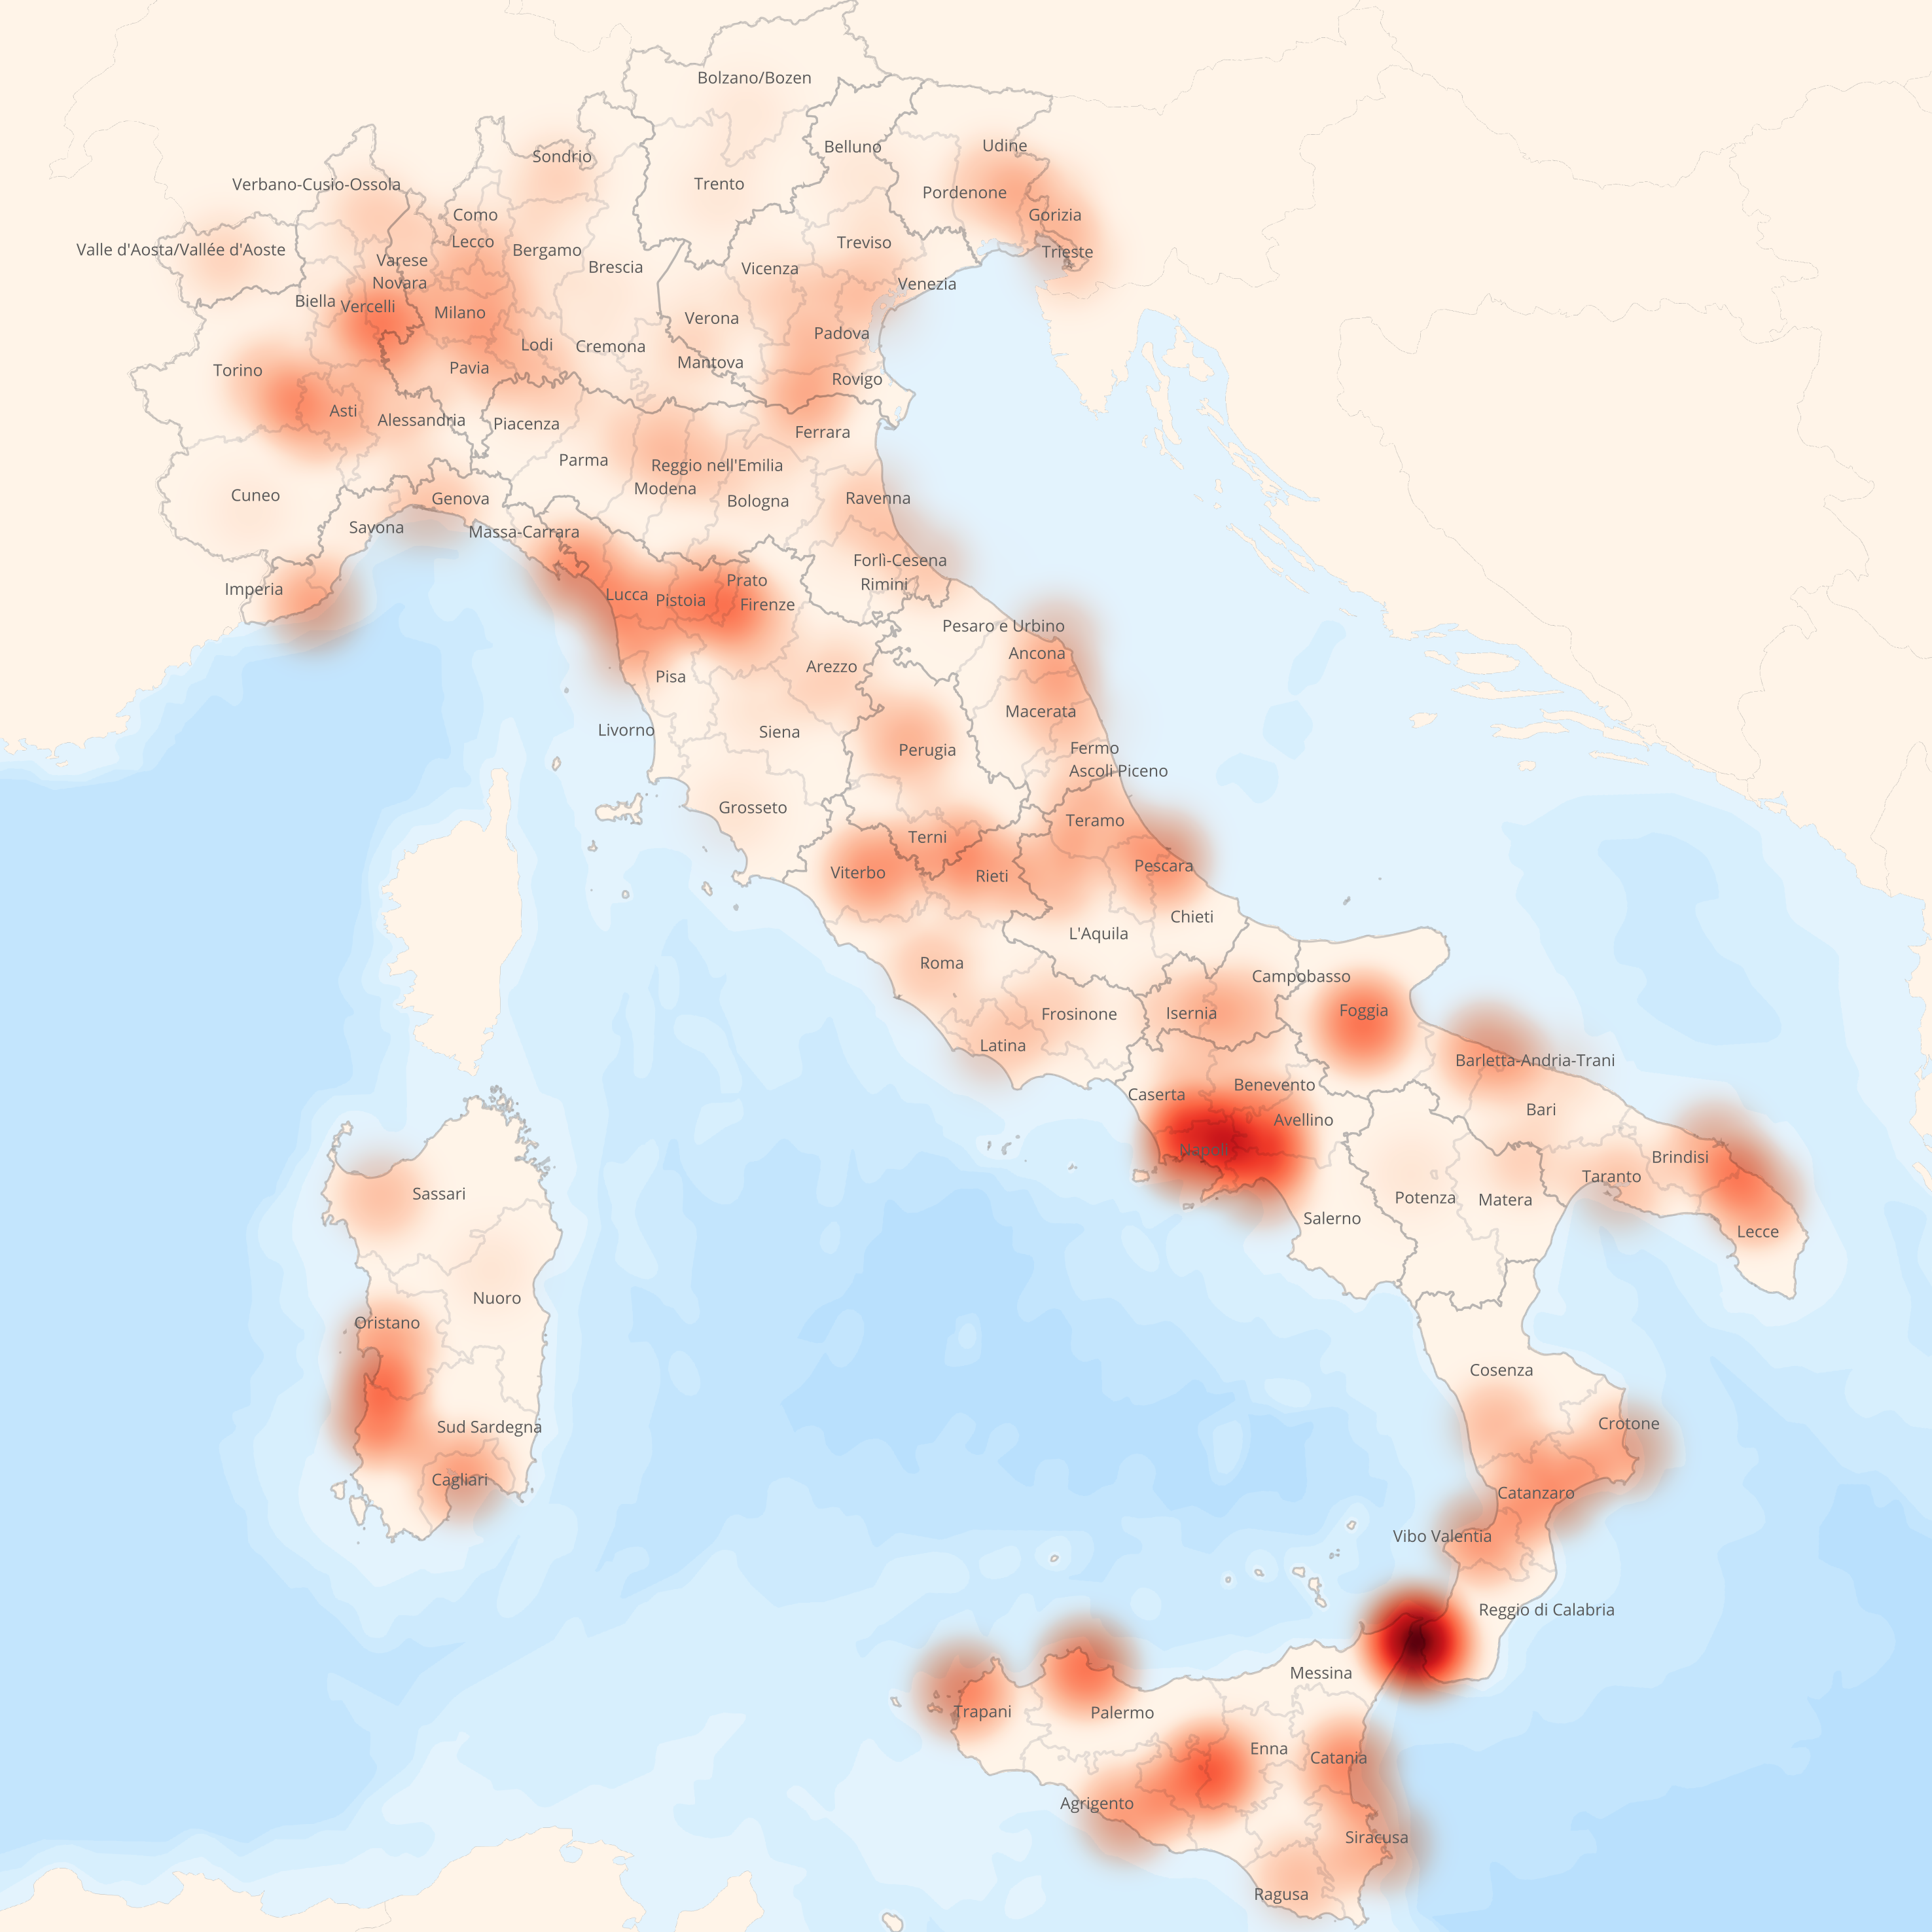 Bolzano/Bozen
Belluno
Udine
Sondrio
Trento
Verbano-Cusio-Ossola
Pordenone
Como
Gorizia
Lecco
Treviso
Valle d'Aosta/Vallée d'Aoste
Bergamo
Trieste
Varese
Brescia
Vicenza
Novara
Venezia
Biella
Vercelli
Milano
Verona
Padova
Lodi
Cremona
Mantova
Pavia
Torino
Rovigo
Asti
Alessandria
Piacenza
Ferrara
Parma
Reggio nell'Emilia
Modena
Cuneo
Genova
Bologna
Ravenna
Savona
Massa-Carrara
Forlì-Cesena
Prato
Rimini
Imperia
Lucca
Pistoia
Firenze
Pesaro e Urbino
Ancona
Arezzo
Pisa
Macerata
Livorno
Siena
Perugia
Fermo
Ascoli Piceno
Grosseto
Teramo
Terni
Pescara
Viterbo
Rieti
Chieti
L'Aquila
Roma
Campobasso
Foggia
Isernia
Frosinone
Latina
Barletta-Andria-Trani
Benevento
Caserta
Bari
Avellino
Napoli
Brindisi
Taranto
Sassari
Potenza
Matera
Salerno
Lecce
Nuoro
Oristano
Cosenza
Crotone
Sud Sardegna
Cagliari
Catanzaro
Vibo Valentia
Reggio di Calabria
Messina
Trapani
Palermo
Enna
Catania
Agrigento
Siracusa
Ragusa